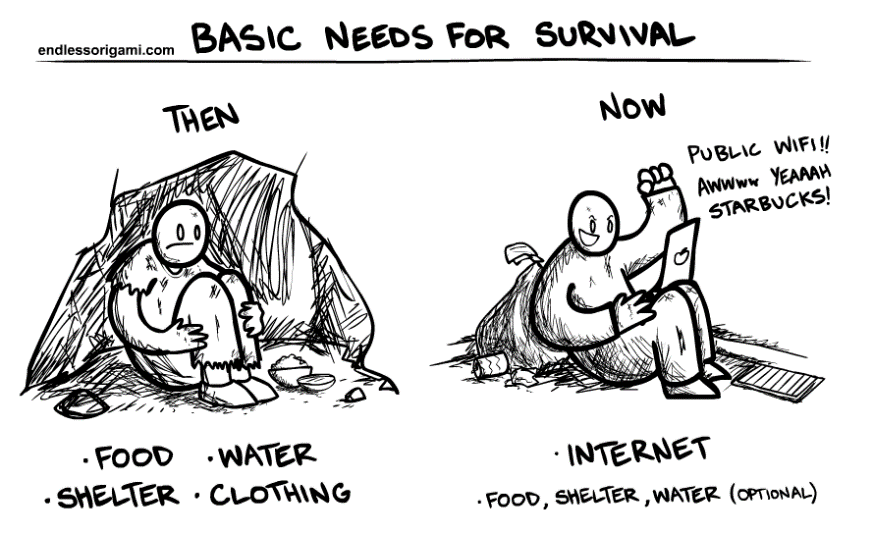 endlessorigami.com
BASIC NEEDS FOR SURVIVAL
THEN
· FOOD · WATER
· SHELTER · CLOTHING
NOW
PUBLIC WIFI!!
AWWWW YEAAAH
STARBUCKS!
· INTERNET
· FOOD, SHELTER, WATER (OPTIONAL)